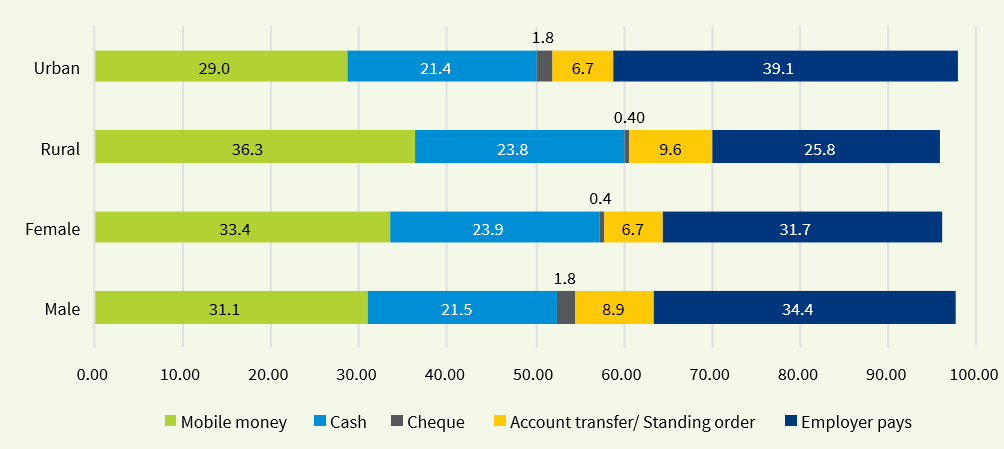 1.8
Urban 29.0 21.4 6.7 39.1
0.40
Rural 36.3 23.8 9.6 25.8
0.4
Female 33.4 23.9 6.7 31.7
1.8
Male 31.1 21.5 8.9 34.4
0.00 10.00 20.00 30.00 40.00 50.00 60.00 70.00 80.00 90.00 100.00
Mobile money Cash Cheque Account transfer/ Standing order Employer pays